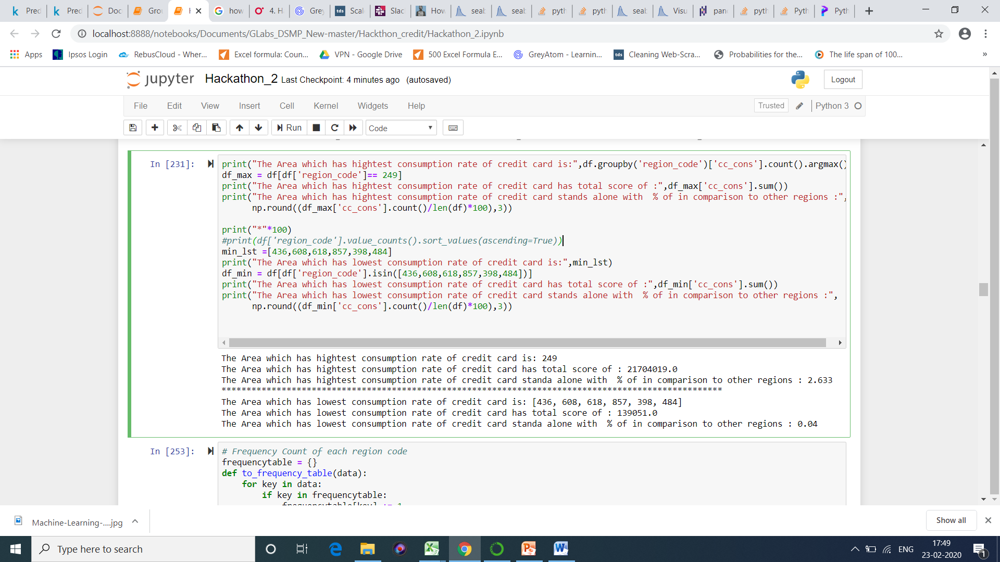 Pred
Pred
Doc
Grou
how
4. H
Grey
Scal
Slac
How
seab
seab
pyth
pyth
seab
Visu
pan
pyth
Pyth
Pyth
localhost:8888/notebooks/Documents/GLabs_DSMP_New-master/Hackthon_credit/Hackathon_2.ipynb
Apps
Ipsos Login
RebusCloud - Wher...
Excel formula: Coun...
VPN - Google Drive
500 Excel Formula E...
GreyAtom - Learnin...
tds
Cleaning Web-Scra...
Probabilities for the...
The life span of 100...
»
jupyter Hackathon_2 Last Checkpoint: 4 minutes ago (autosaved)
Logout
File Edit View Insert Cell Kernel Widgets Help
Trusted
Python 3
Run
Code
In [231]:
print("The Area which has hightest consumption rate of credit card is:",df.groupby('region_code')['cc_cons'].count().argmax()
df_max = df[df['region_code']== 249]
print("The Area which has hightest consumption rate of credit card has total score of :",df_max['cc_cons'].sum())
print("The Area which has hightest consumption rate of credit card stands alone with  % of in comparison to other regions :",
      np.round((df_max['cc_cons'].count()/len(df)*100),3))
print("*"*100)
#print(df['region_code'].value_counts().sort_values(ascending=True))
min_lst =[436,608,618,857,398,484]
print("The Area which has lowest consumption rate of credit card is:",min_lst)
df_min = df[df['region_code'].isin([436,608,618,857,398,484])]
print("The Area which has lowest consumption rate of credit card has total score of :",df_min['cc_cons'].sum())
print("The Area which has lowest consumption rate of credit card stands alone with  % of in comparison to other regions :",
      np.round((df_min['cc_cons'].count()/len(df)*100),3))
The Area which has hightest consumption rate of credit card is: 249
The Area which has hightest consumption rate of credit card has total score of : 21704019.0
The Area which has hightest consumption rate of credit card standa alone with  % of in comparison to other regions : 2.633
****************************************************************************************************
The Area which has lowest consumption rate of credit card is: [436, 608, 618, 857, 398, 484]
The Area which has lowest consumption rate of credit card has total score of : 139051.0
The Area which has lowest consumption rate of credit card standa alone with  % of in comparison to other regions : 0.04
In [253]:
# Frequency Count of each region code
frequencytable = {}
def to_frequency_table(data):
    for key in data:
        if key in frequencytable:
            frequencytable[key] += 1
Machine-Learning-....jpg
Show all
Type here to search
ENG
17:49
23-02-2020
1